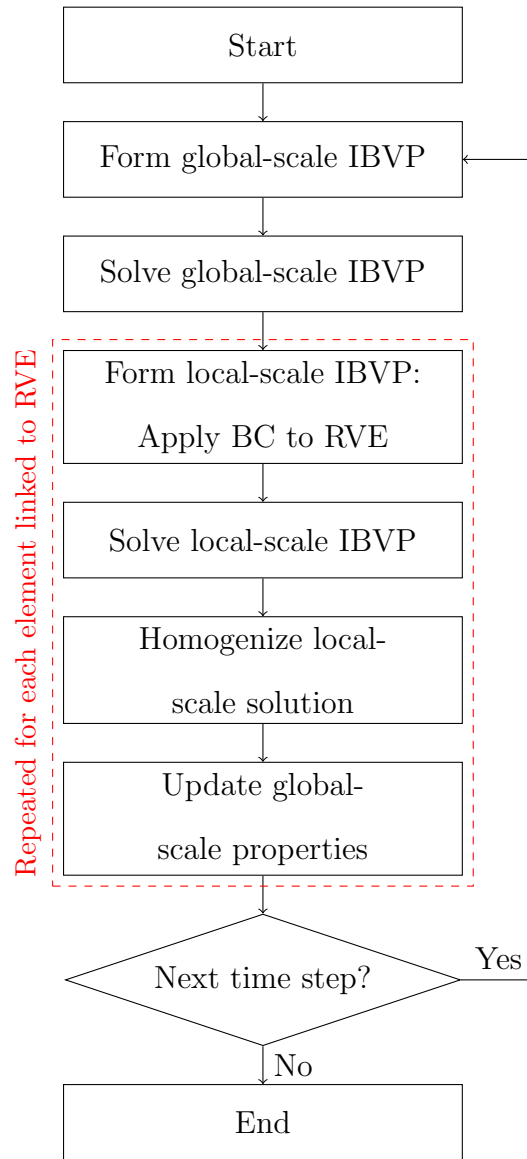 Start
Form global-scale IBVP
Solve global-scale IBVP
Repeated for each element linked to RVE
Form local-scale IBVP:
Apply BC to RVE
Solve local-scale IBVP
Homogenize local-
scale solution
Update global-
scale properties
Next time step?
Yes
No
End